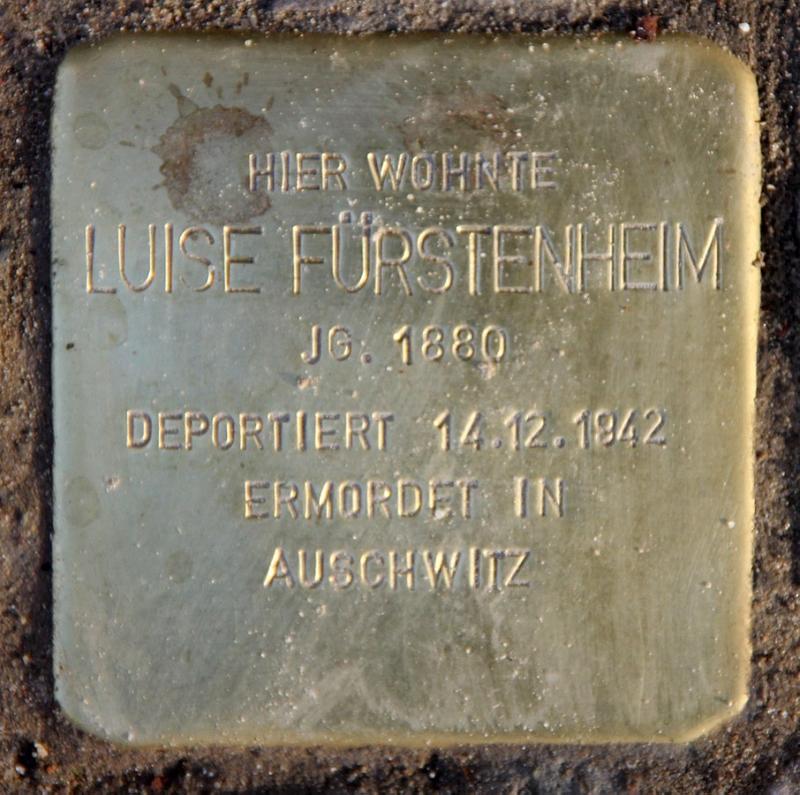 HIER WOHNTE
LUISE FÜRSTENHEIM
JG. 1880
DEPORTIERT 14.12.1942
ERMORDET IN
AUSCHWITZ